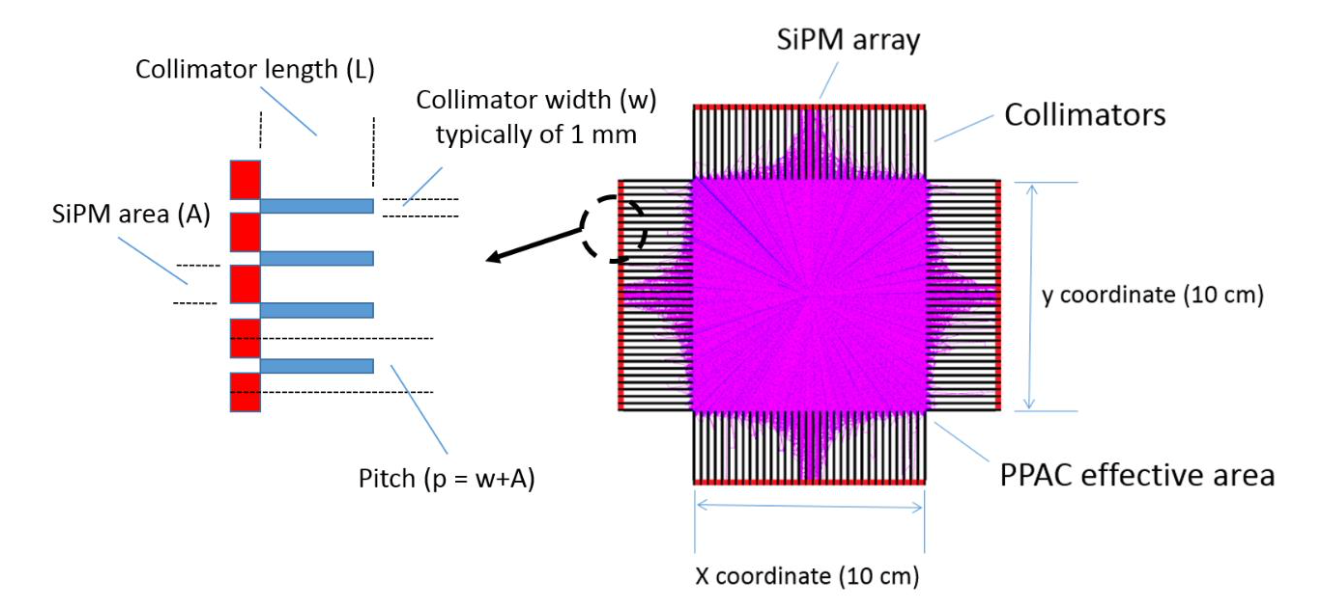 SiPM array
Collimator length (L)
Collimator width (w)
typically of 1 mm
Collimators
SiPM area (A)
y coordinate (10 cm)
Pitch (p = w+A)
PPAC effective area
X coordinate (10 cm)